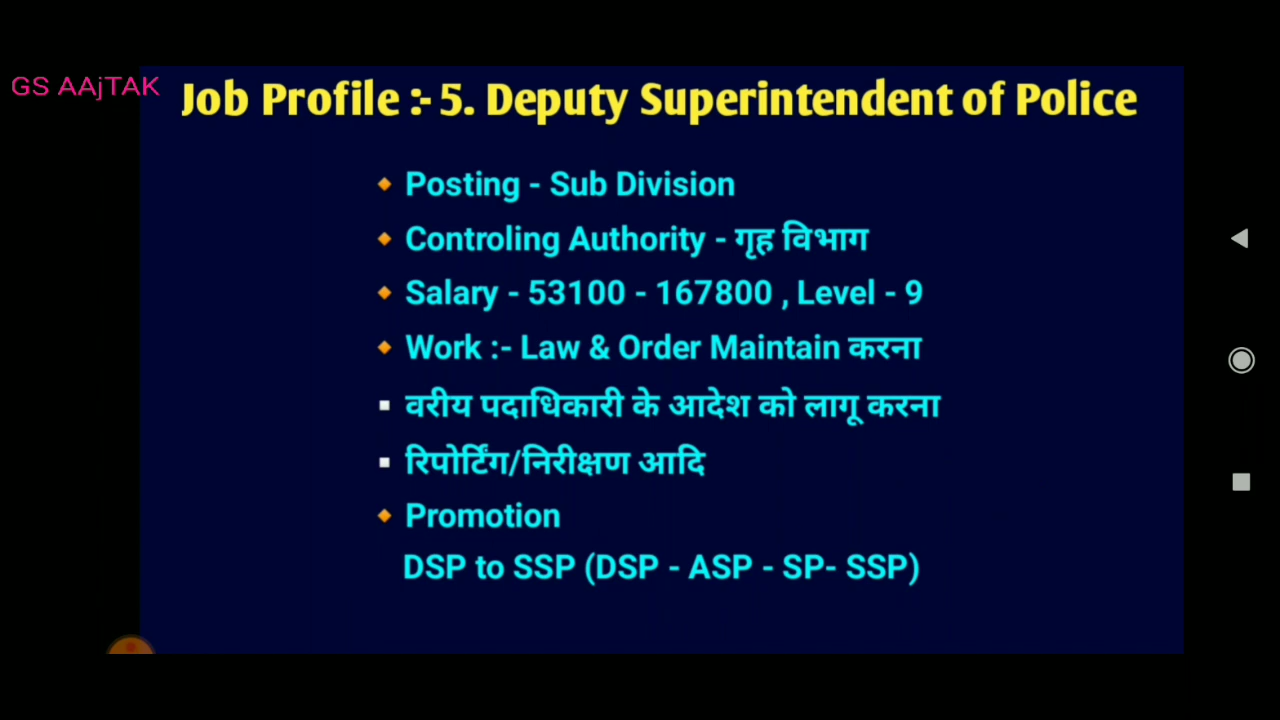 GS AAjTAK
Job Profile :- 5. Deputy Superintendent of Police
Posting - Sub Division
Controling Authority - गृह विभाग
Salary - 53100 - 167800 , Level - 9
Work :- Law & Order Maintain करना
वरीय पदाधिकारी के आदेश को लागू करना
रिपोर्टिंग/निरीक्षण आदि
Promotion
DSP to SSP (DSP - ASP - SP- SSP)